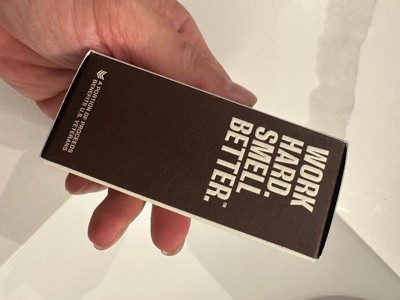 WORK
HARD.
SMELL
BETTER.™
A PORTION OF PROCEEDS
BENEFITS U.S. VETERANS